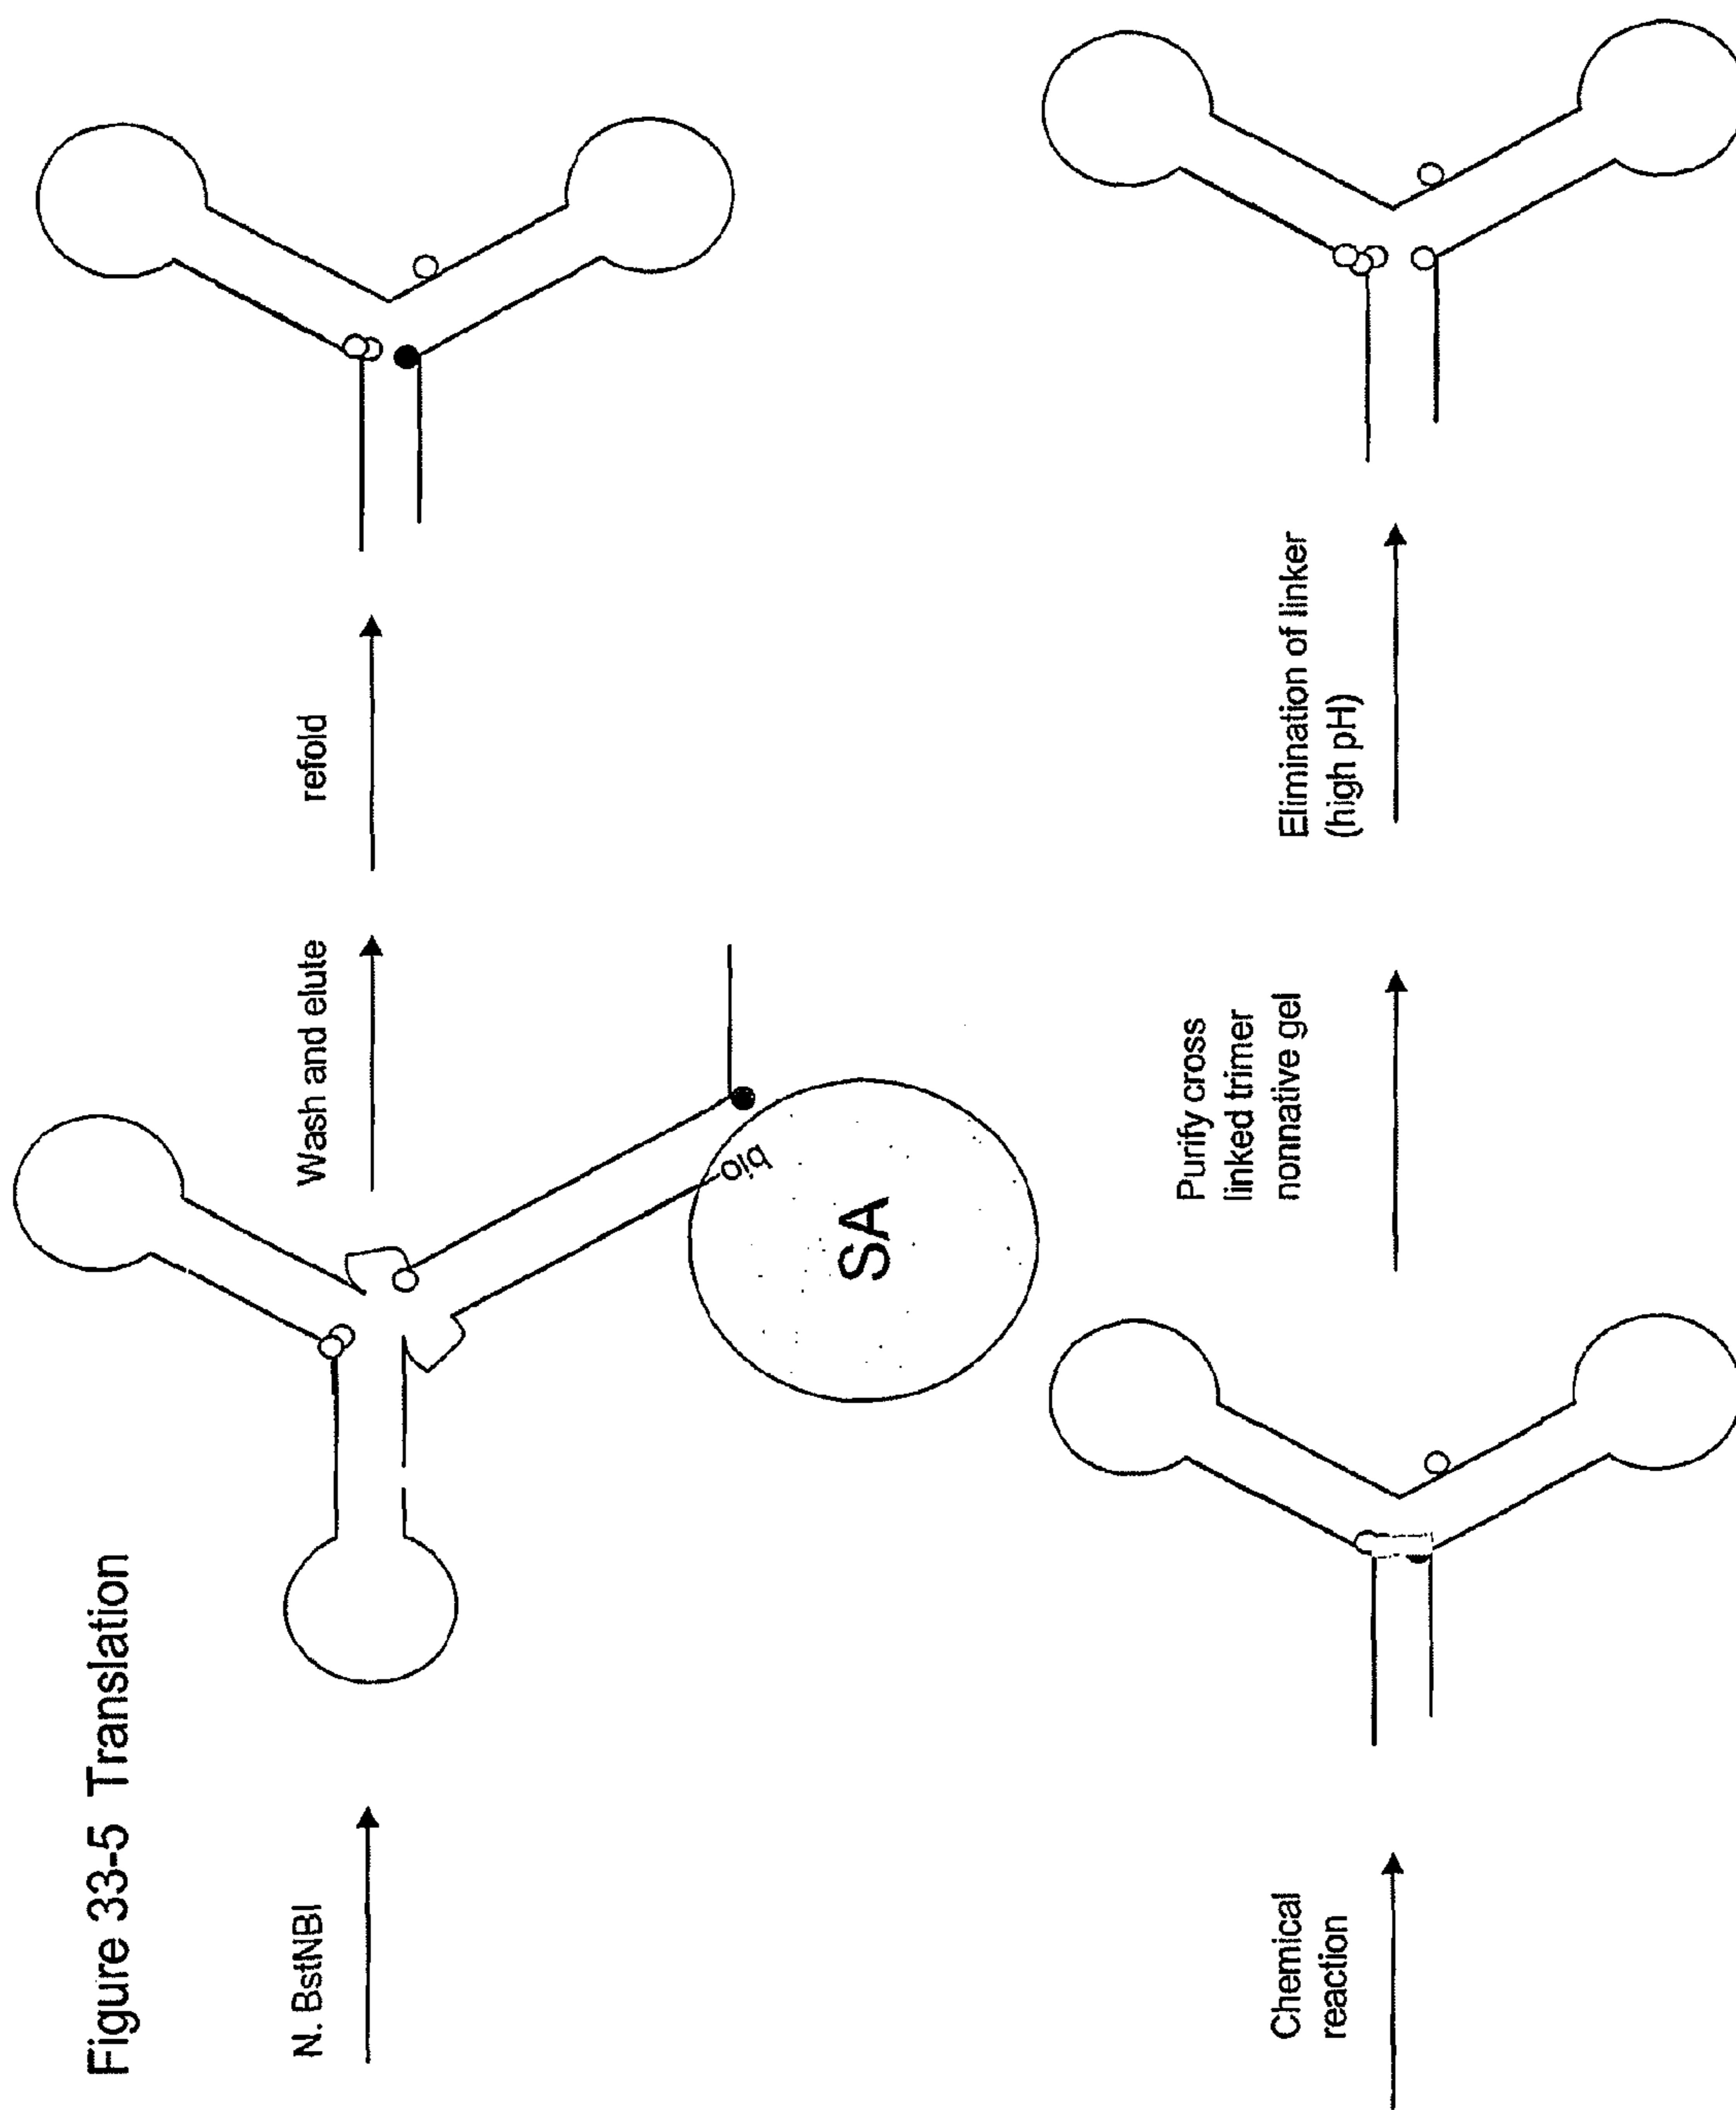 Figure 33-5 Translation
N. BstNBI
bio
SA
Wash and elute
refold
Chemical
reaction
Purify cross
linked trimer
nonnative gel
Elimination of linker
(high pH)